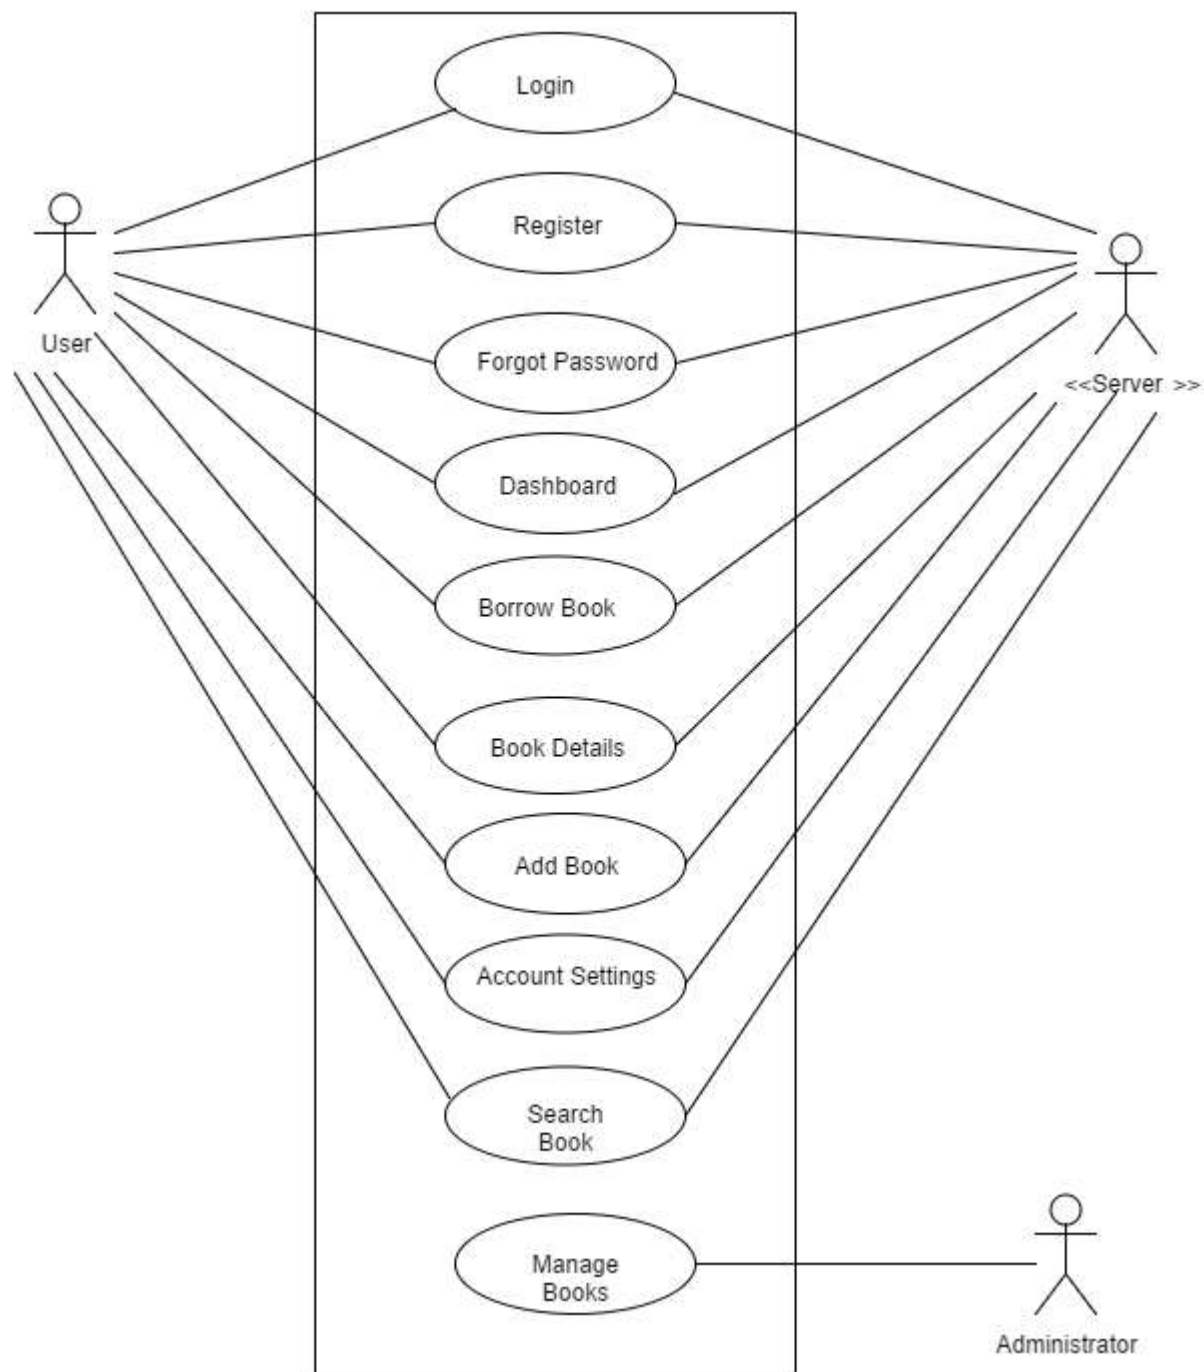 Login
Register
Forgot Password
User
<<Server >>
Dashboard
Borrow Book
Book Details
Add Book
Account Settings
Search
Book
Manage
Books
Administrator